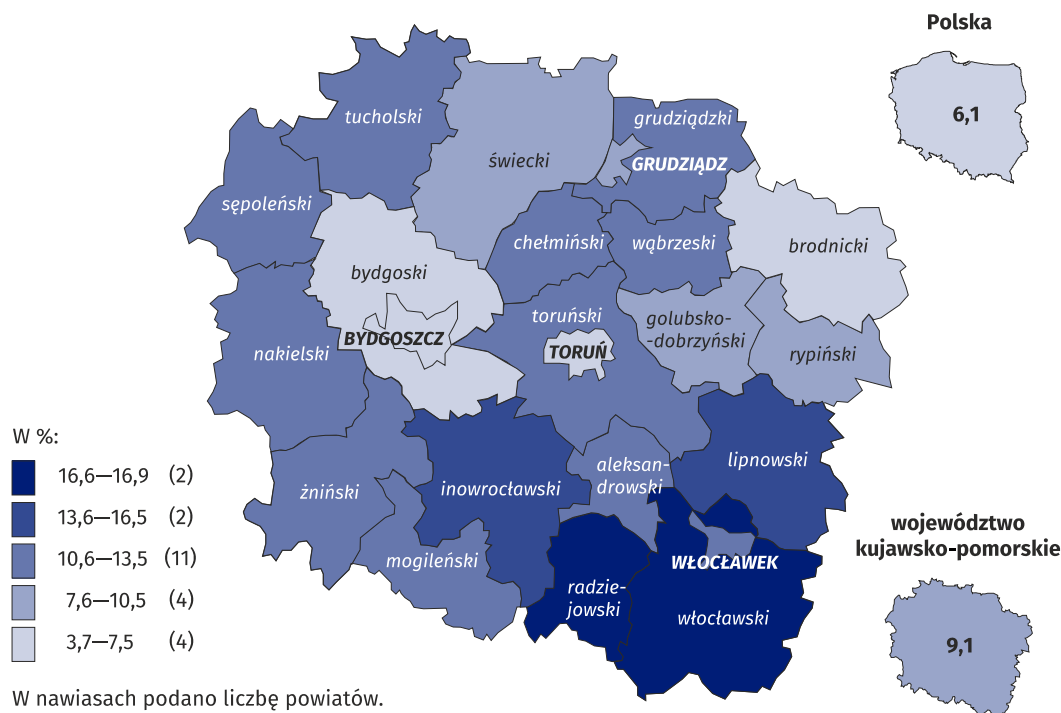 Polska
6,1
tucholski
grudziądzki
świecki
GRUDZIĄDZ
sępoleński
chełmiński
wąbrzeski
brodnicki
bydgoski
toruński
golubsko-
-dobrzyński
BYDGOSZCZ
TORUŃ
nakielski
rypiński
W %:
16,6—16,9 (2)
13,6—16,5 (2)
10,6—13,5 (11)
7,6—10,5 (4)
3,7—7,5 (4)
lipnowski
aleksan-
drowski
inowrocławski
żniński
mogileński
WŁOCŁAWEK
radzie-
jowski
włocławski
województwo
kujawsko-pomorskie
9,1
W nawiasach podano liczbę powiatów.